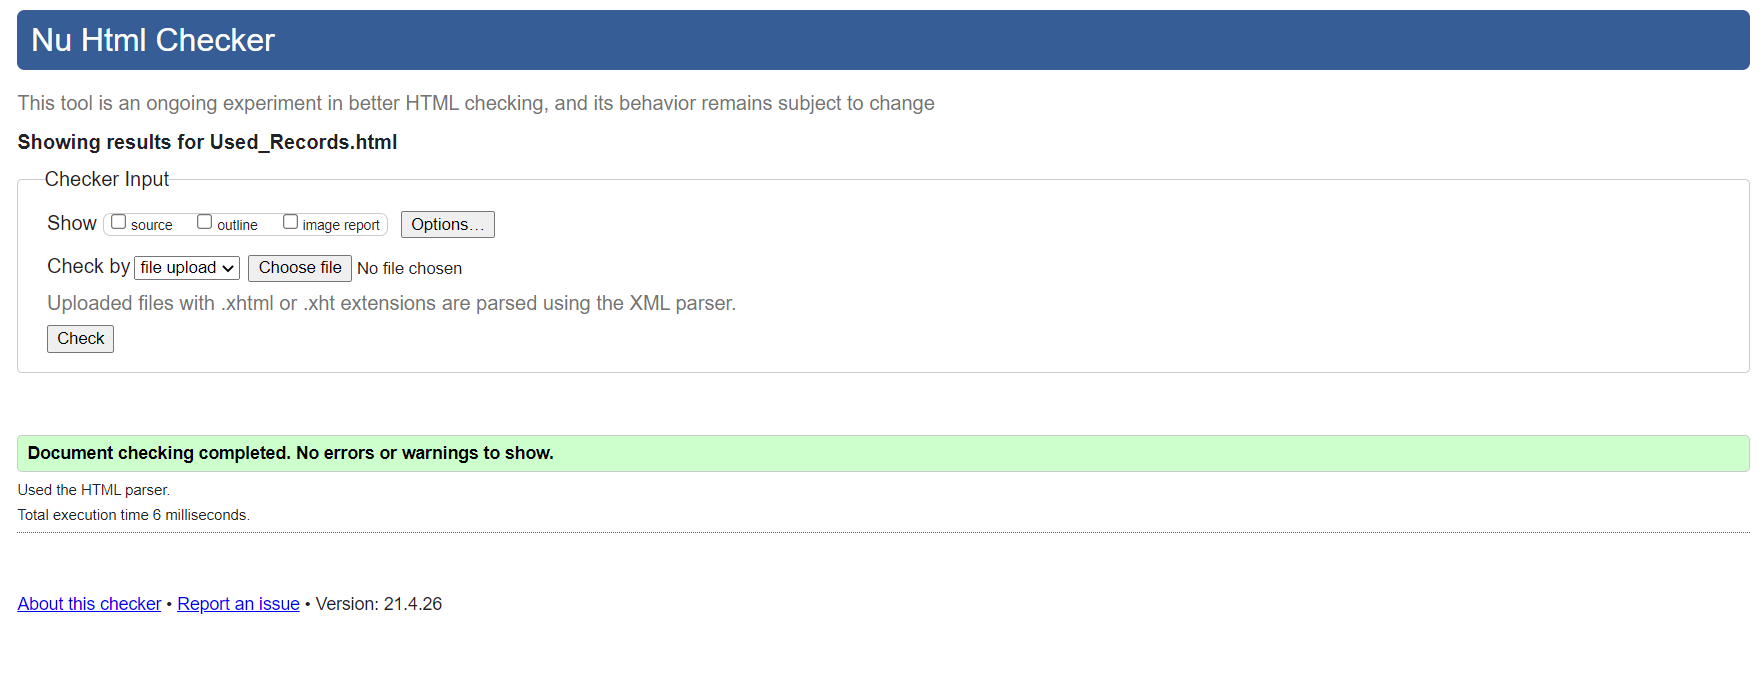 Nu Html Checker
This tool is an ongoing experiment in better HTML checking, and its behavior remains subject to change
Showing results for Used_Records.html
Checker Input
Show source outline image report Options...
Check by file upload Choose file No file chosen
Uploaded files with .xhtml or .xht extensions are parsed using the XML parser.
Check
Document checking completed. No errors or warnings to show.
Used the HTML parser.
Total execution time 6 milliseconds.
About this checker • Report an issue • Version: 21.4.26